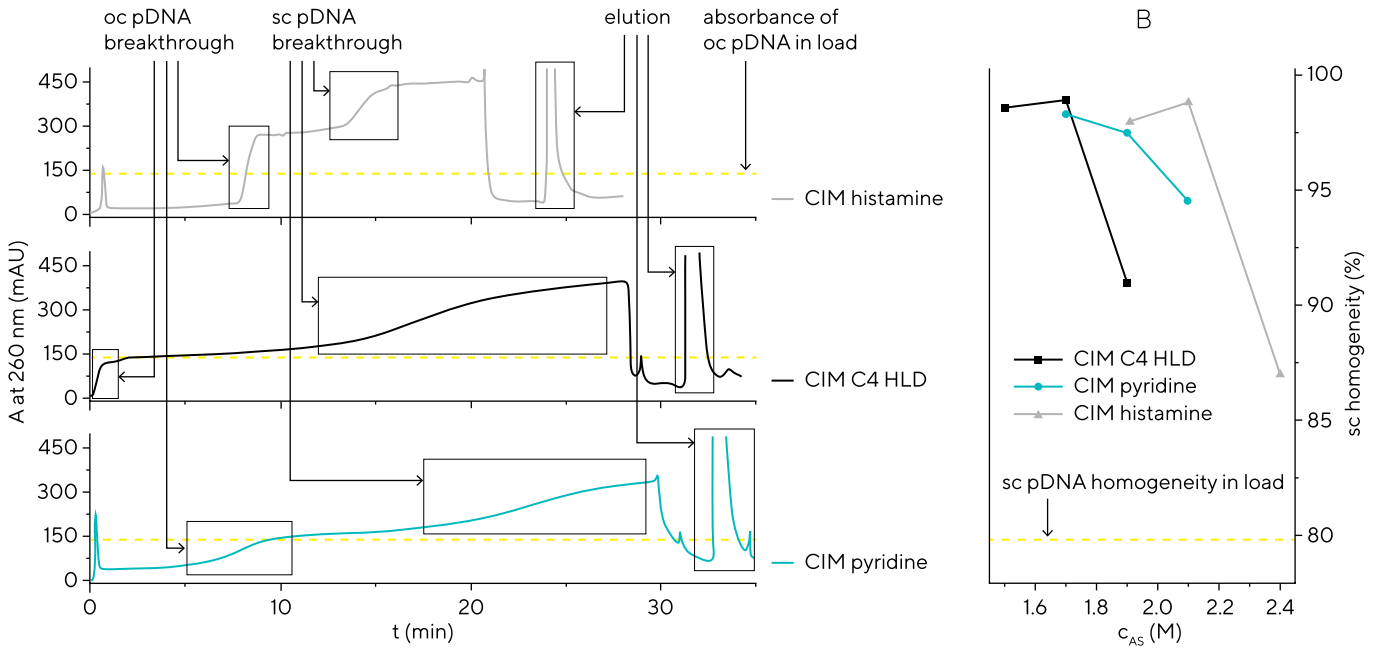 oc pDNA
breakthrough
sc pDNA
breakthrough
elution
absorbance of
oc pDNA in load
450
300
150
0
CIM histamine
A at 260 nm (mAU)
450
300
150
0
CIM C4 HLD
450
300
150
0
CIM pyridine
0
10
20
30
t (min)
B
100
95
90
85
80
sc homogeneity (%)
CIM C4 HLD
CIM pyridine
CIM histamine
sc pDNA homogeneity in load
1.6
1.8
2.0
2.2
2.4
cAS (M)